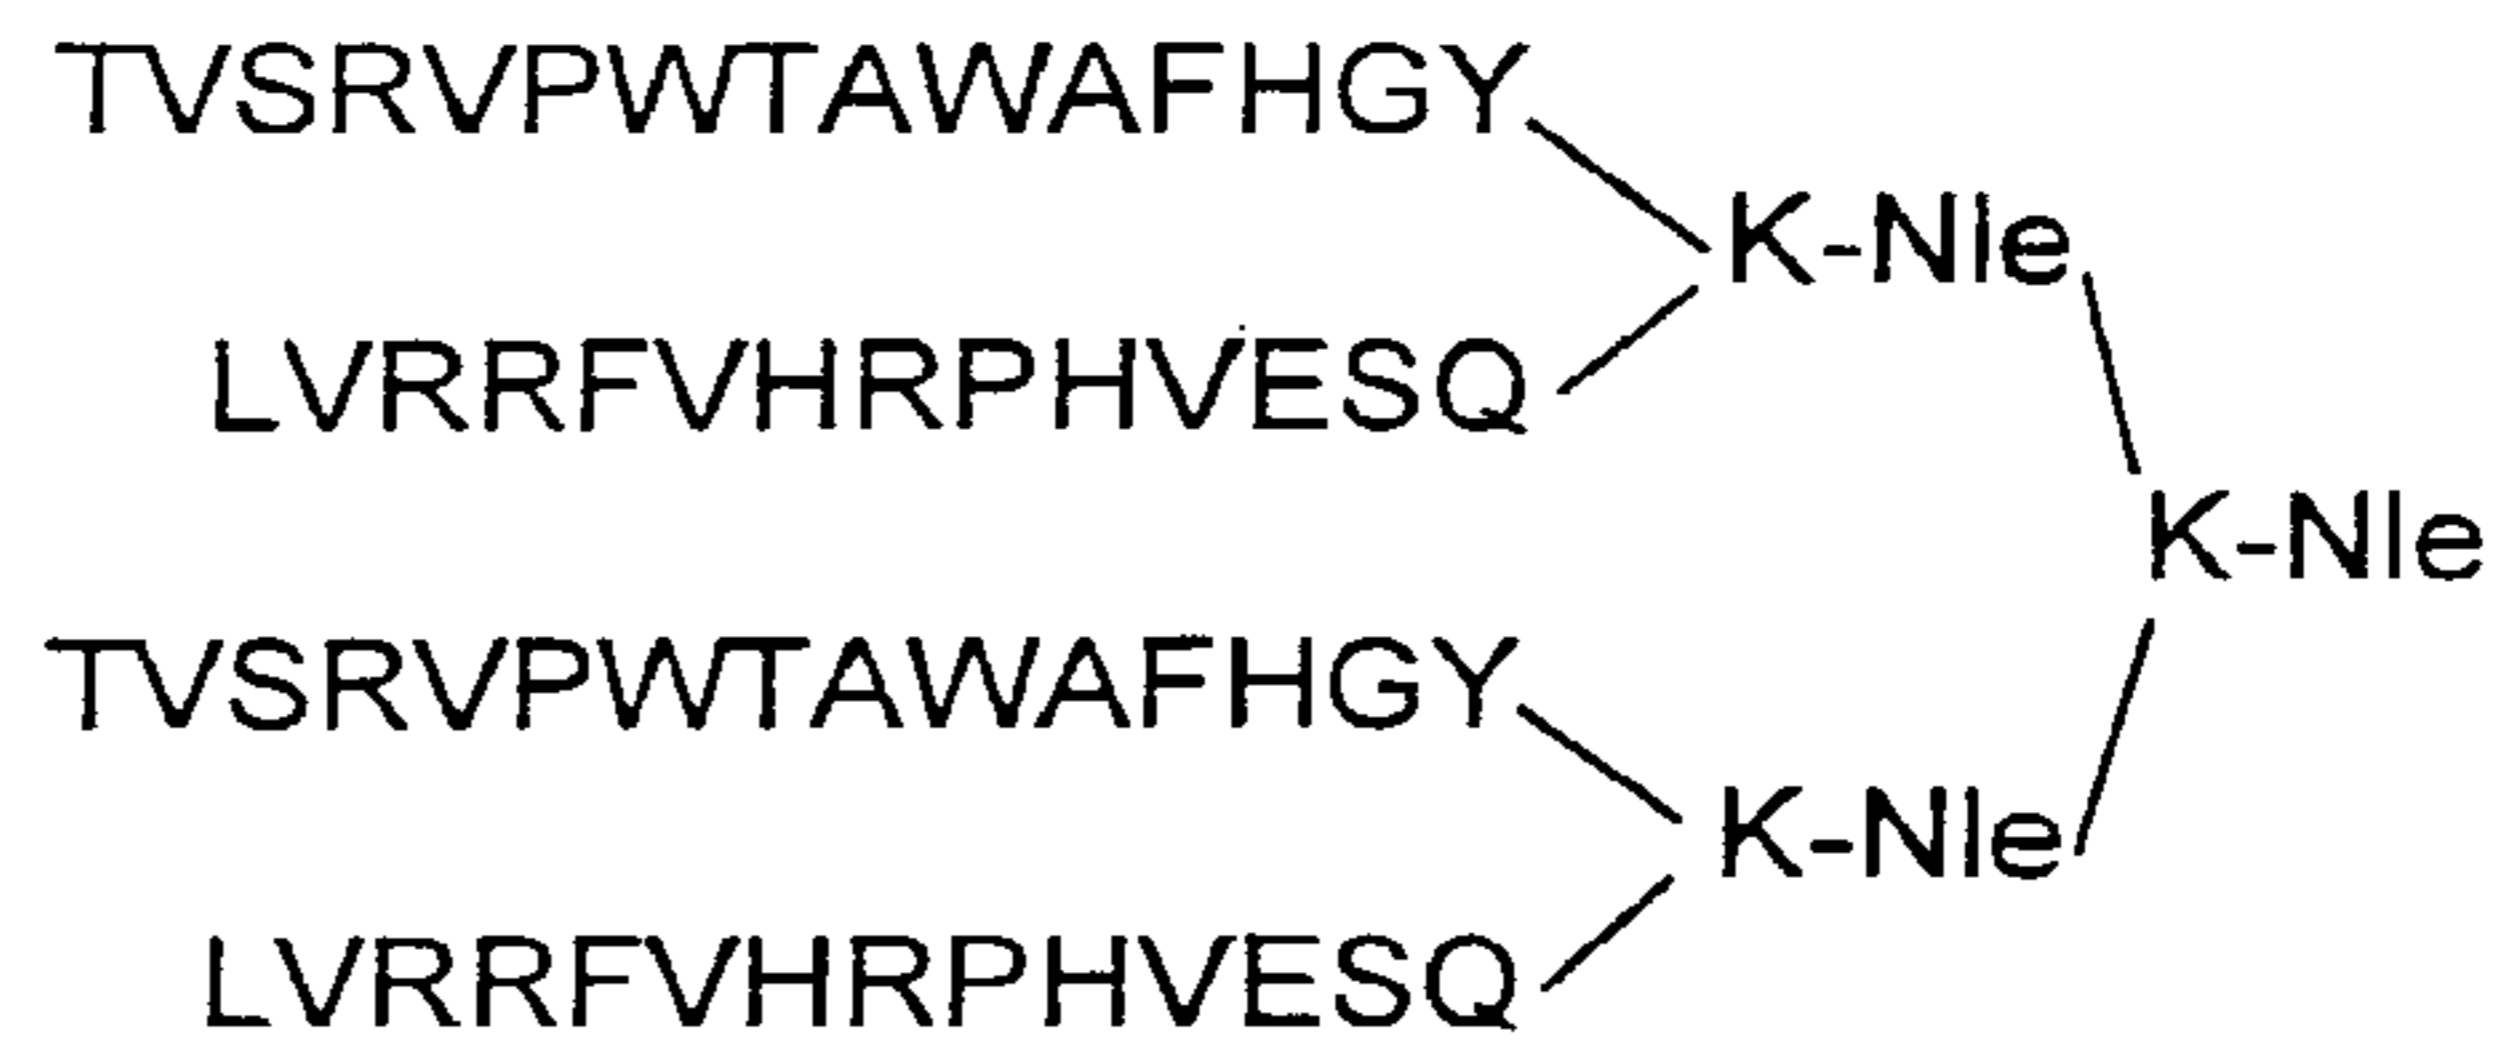 TVSRVPWTAWAFHGY
K-Nle
LVRRFVHRPHVESQ
K-Nle
TVSRVPWTAWAFHGY
K-Nle
LVRRFVHRPHVESQ